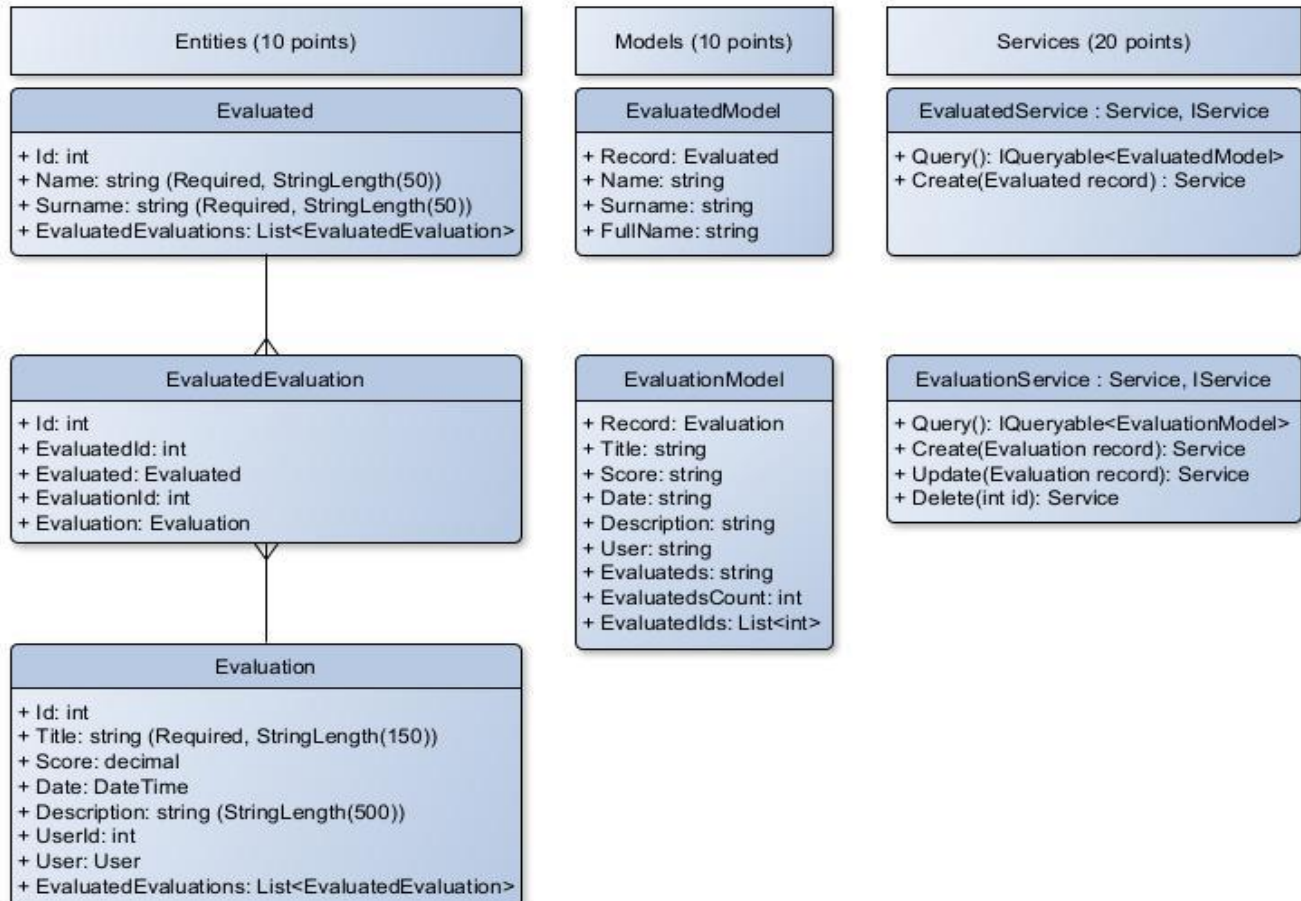 Entities (10 points)
Models (10 points)
Services (20 points)
Evaluated
+ Id: int
+ Name: string (Required, StringLength(50))
+ Surname: string (Required, StringLength(50))
+ EvaluatedEvaluations: List<EvaluatedEvaluation>
EvaluatedModel
+ Record: Evaluated
+ Name: string
+ Surname: string
+ FullName: string
EvaluatedService : Service, IService
+ Query(): IQueryable<EvaluatedModel>
+ Create(Evaluated record) : Service
EvaluatedEvaluation
+ Id: int
+ EvaluatedId: int
+ Evaluated: Evaluated
+ EvaluationId: int
+ Evaluation: Evaluation
EvaluationModel
+ Record: Evaluation
+ Title: string
+ Score: string
+ Date: string
+ Description: string
+ User: string
+ Evaluateds: string
+ EvaluatedsCount: int
+ EvaluatedIds: List<int>
EvaluationService : Service, IService
+ Query(): IQueryable<EvaluationModel>
+ Create(Evaluation record): Service
+ Update(Evaluation record): Service
+ Delete(int id): Service
Evaluation
+ Id: int
+ Title: string (Required, StringLength(150))
+ Score: decimal
+ Date: DateTime
+ Description: string (StringLength(500))
+ UserId: int
+ User: User
+ EvaluatedEvaluations: List<EvaluatedEvaluation>